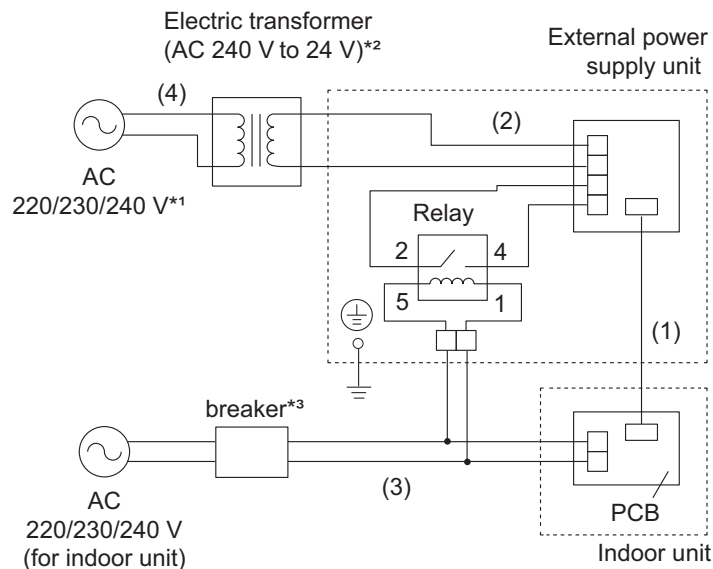 Electric transformer
(AC 240 V to 24 V)*²
External power
supply unit
(4)
(2)
AC
220/230/240 V*¹
Relay
2
4
5
1
(1)
breaker*³
(3)
AC
220/230/240 V
(for indoor unit)
PCB
Indoor unit